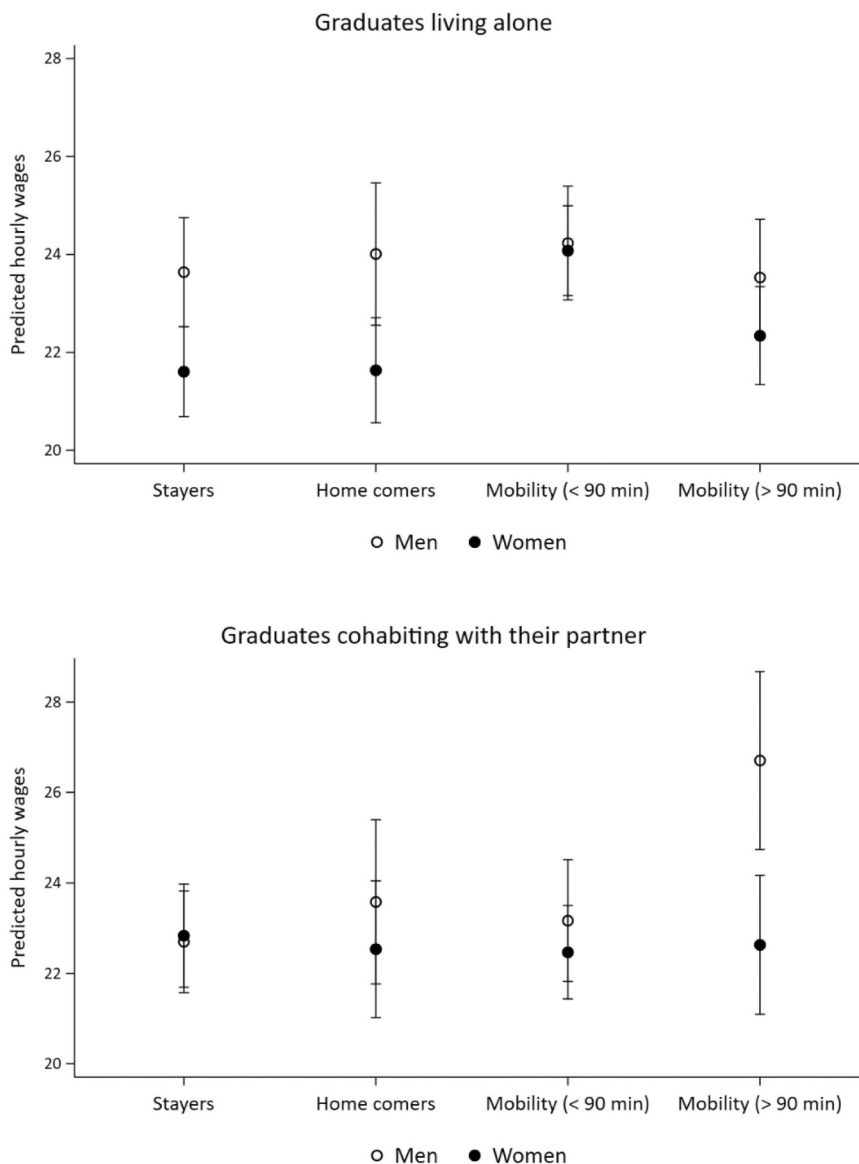 Graduates living alone
Predicted hourly wages
28
26
24
22
20
Stayers Home comers Mobility (< 90 min) Mobility (> 90 min)
Men Women
Graduates cohabiting with their partner
Predicted hourly wages
28
26
24
22
20
Stayers Home comers Mobility (< 90 min) Mobility (> 90 min)
Men Women